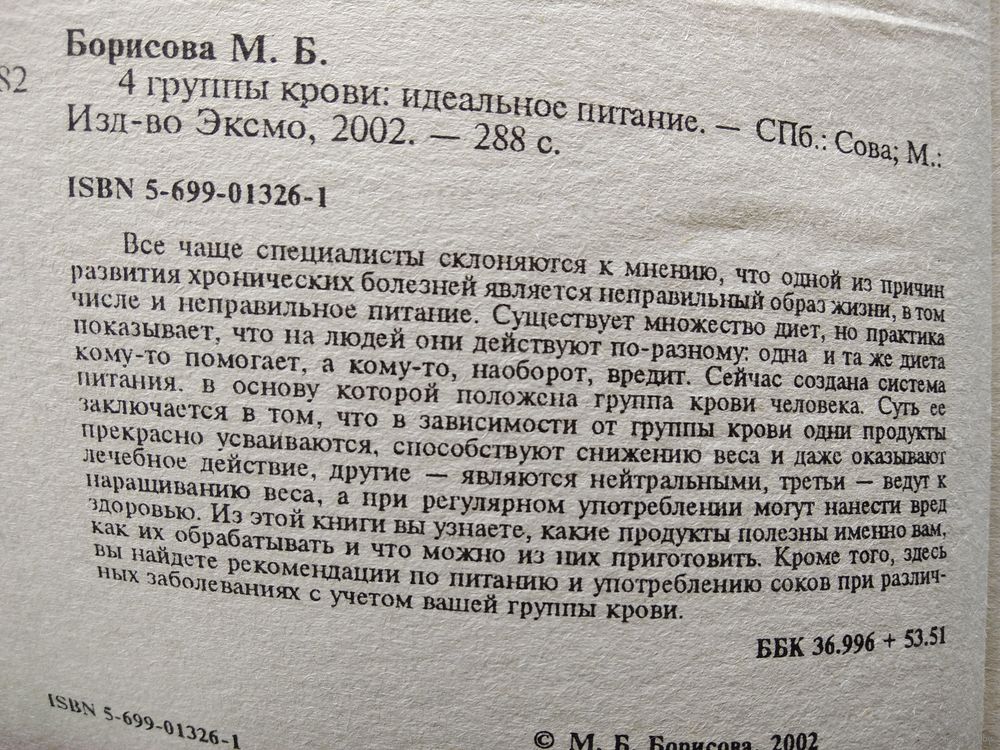 Борисова М. Б.
82 4 группы крови: идеальное питание. — СПб.: Сова; М.:
Изд-во Эксмо, 2002. — 288 с.
ISBN 5-699-01326-1
Все чаще специалисты склоняются к мнению, что одной из причин
развития хронических болезней является неправильный образ жизни, в том
числе и неправильное питание. Существует множество диет, но практика
показывает, что на людей они действуют по-разному: одна и та же диета
кому-то помогает, а кому-то, наоборот, вредит. Сейчас создана система
питания. в основу которой положена группа крови человека. Суть ее
заключается в том, что в зависимости от группы крови одни продукты
прекрасно усваиваются, способствуют снижению веса и даже оказывают
лечебное действие, другие — являются нейтральными, третьи — ведут к
наращиванию веса, а при регулярном употреблении могут нанести вред
здоровью. Из этой книги вы узнаете, какие продукты полезны именно вам,
как их обрабатывать и что можно из них приготовить. Кроме того, здесь
вы найдете рекомендации по питанию и употреблению соков при различ-
ных заболеваниях с учетом вашей группы крови.
ББК 36.996 + 53.51
ISBN 5-699-01326-1
© М. Б. Борисова, 2002